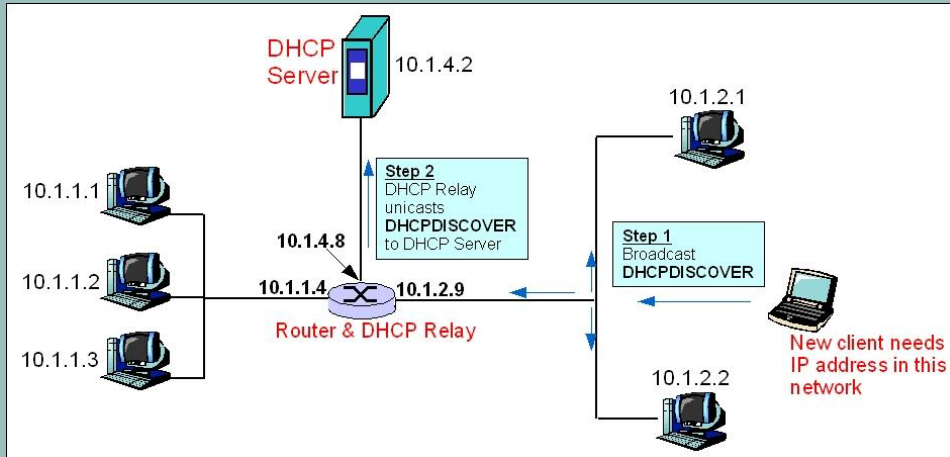 DHCP
Server
10.1.4.2
10.1.2.1
10.1.1.1
Step 2
DHCP Relay
unicasts
DHCPDISCOVER
to DHCP Server
Step 1
Broadcast
DHCPDISCOVER
10.1.4.8
10.1.1.2
10.1.1.4
10.1.2.9
Router & DHCP Relay
New client needs
IP address in this
network
10.1.1.3
10.1.2.2